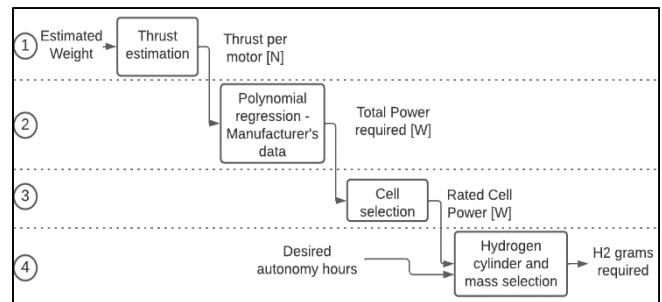 1
Estimated
Weight
Thrust
estimation
Thrust per
motor [N]
2
Polynomial
regression -
Manufacturer's
data
Total Power
required [W]
3
Cell
selection
Rated Cell
Power [W]
4
Desired
autonomy hours
Hydrogen
cylinder and
mass selection
H2 grams
required